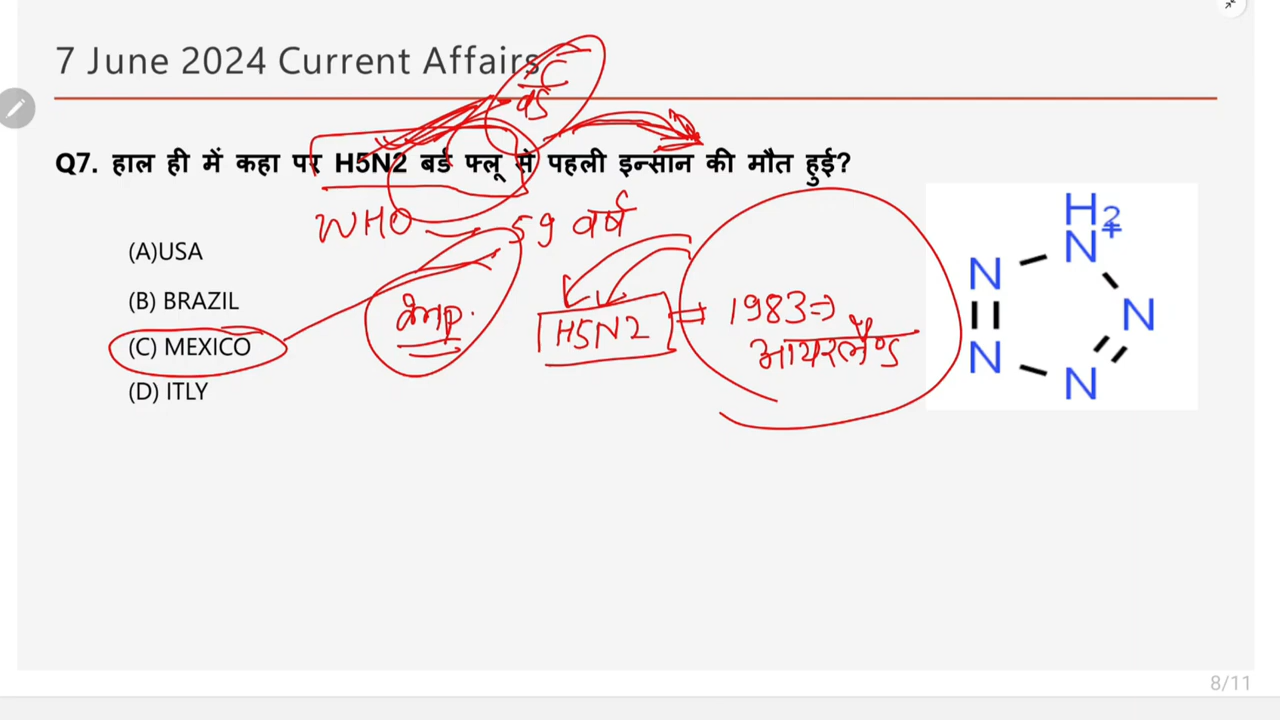 7 June 2024 Current Affairs
Q7. हाल ही में कहा पर H5N2 बर्ड फ्लू से पहली इन्सान की मौत हुई?
WHO — 59 वर्ष
(A)USA
(B) BRAZIL
(C) MEXICO
(D) ITLY
H5N2 ⇒ 1983⇒
आयरलैण्ड
H2
N+
N
N
N
N
8/11